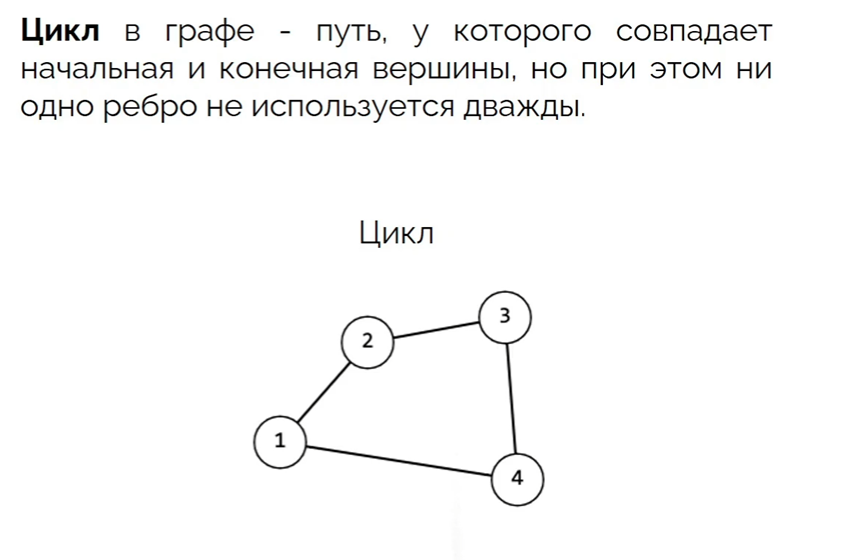 Цикл в графе - путь, у которого совпадает
начальная и конечная вершины, но при этом ни
одно ребро не используется дважды.
Цикл
3
2
1
4